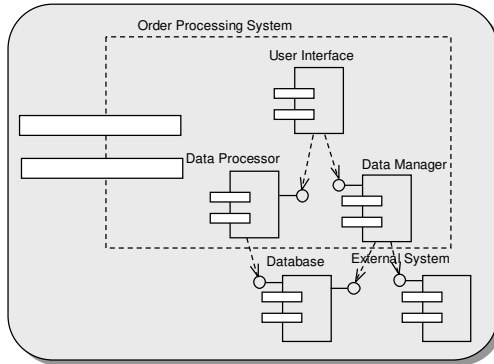 Order Processing System
User Interface
Data Processor
Data Manager
Database
External System